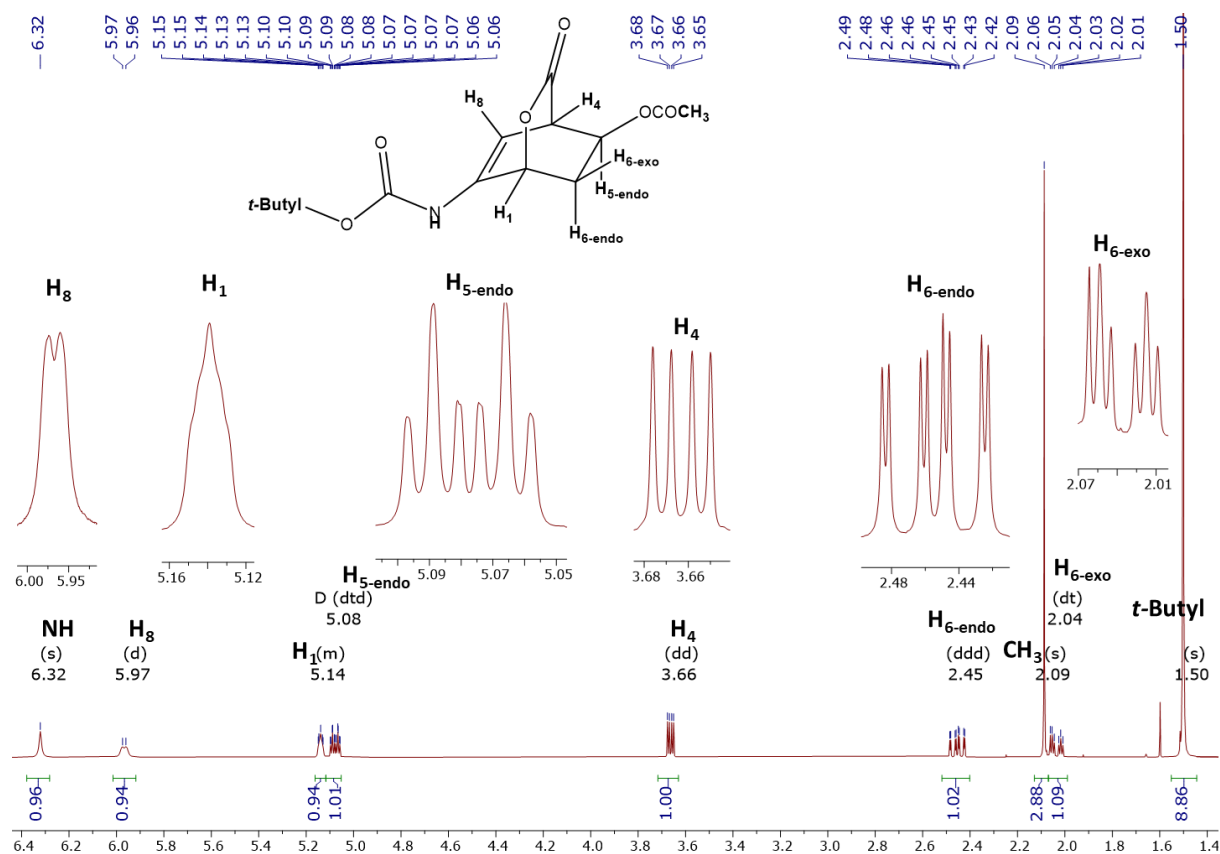 6.32 5.97 5.96 5.15 5.15 5.14 5.13 5.13 5.10 5.10 5.09 5.09 5.08 5.08 5.07 5.07 5.07 5.06 5.06 3.68 3.67 3.66 3.65 2.49 2.48 2.46 2.46 2.45 2.45 2.43 2.42 2.09 2.06 2.05 2.04 2.03 2.02 2.01 1.50
O
H8 O H4 OCOCH3
O H6-exo
H5-endo
t-Butyl O N H H1 H6-endo
H8 H1 H5-endo H4 H6-endo H6-exo
6.00 5.95 5.16 5.12 5.09 5.07 5.05 3.68 3.66 2.48 2.44 2.07 2.01
H5-endo
D (dtd)
5.08
H6-exo
(dt)
2.04
NH
(s)
6.32
H8
(d)
5.97
H1 (m)
5.14
H4
(dd)
3.66
H6-endo
(ddd)
2.45
CH3 (s)
2.09
t-Butyl
(s)
1.50
0.96 0.94 0.94 1.01 1.00 1.02 2.88 1.09 8.86
6.4 6.2 6.0 5.8 5.6 5.4 5.2 5.0 4.8 4.6 4.4 4.2 4.0 3.8 3.6 3.4 3.2 3.0 2.8 2.6 2.4 2.2 2.0 1.8 1.6 1.4